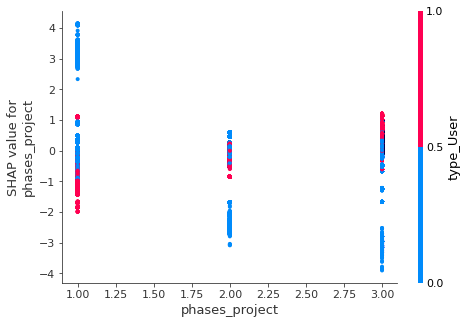 4
3
2
1
0
−1
−2
−3
−4
SHAP value for
phases_project
1.00 1.25 1.50 1.75 2.00 2.25 2.50 2.75 3.00
phases_project
1.0
0.5
0.0
type_User